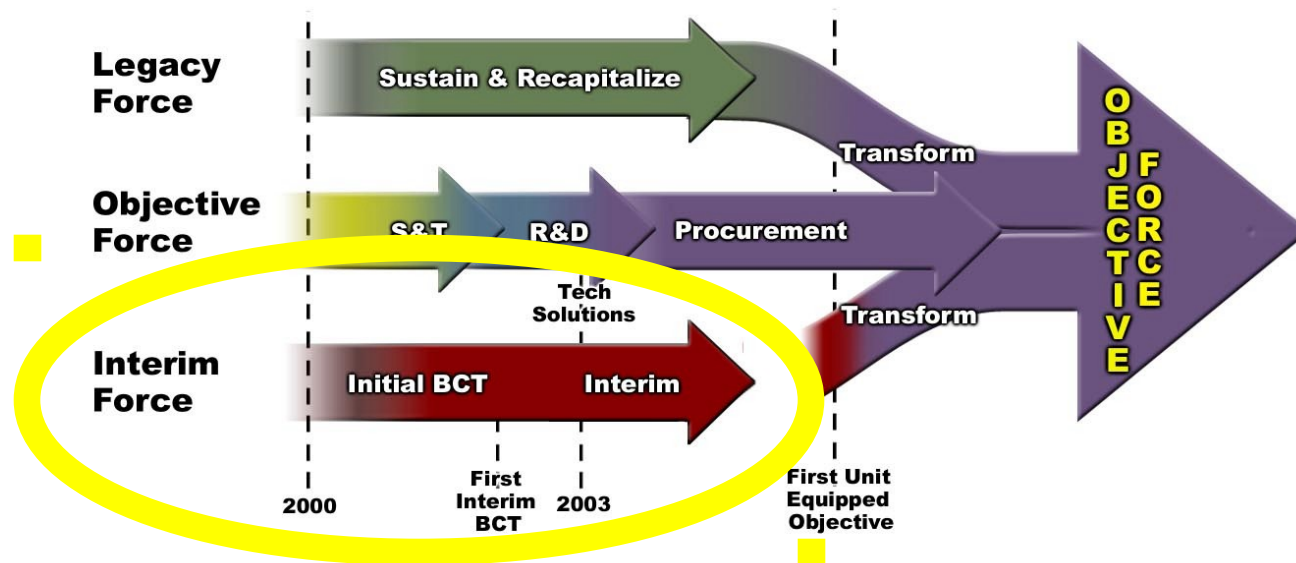 Legacy
Force
Sustain & Recapitalize
Transform
Objective
Force
S&T
R&D
Procurement
Tech
Solutions
Transform
Interim
Force
Initial BCT
Interim
2000
First
Interim
BCT
2003
First Unit
Equipped
Objective
OBJECTIVE
FORCE